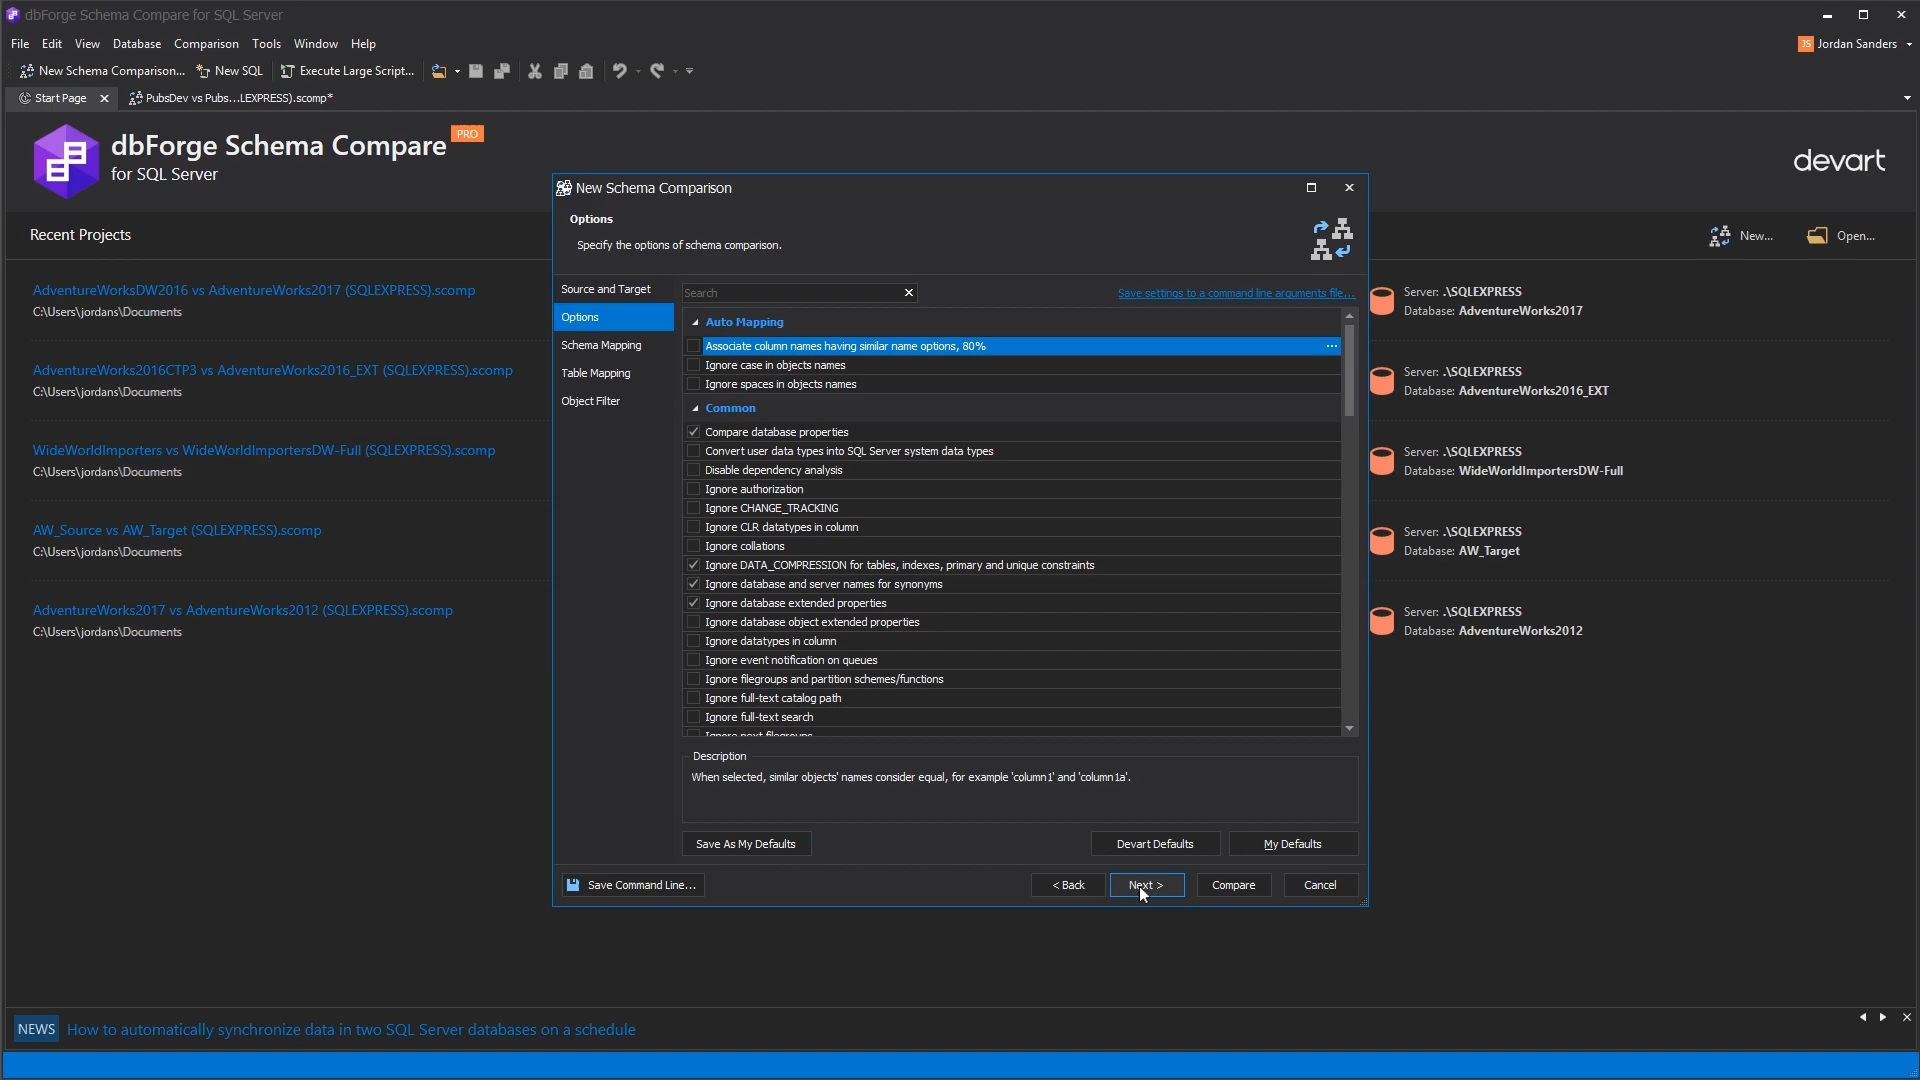 dbForge Schema Compare for SQL Server
File Edit View Database Comparison Tools Window Help
JS Jordan Sanders
New Schema Comparison... New SQL Execute Large Script...
Start Page PubsDev vs Pubs...LEXPRESS).scomp*
dbForge Schema Compare PRO
for SQL Server
devart
Recent Projects
New... Open...
AdventureWorksDW2016 vs AdventureWorks2017 (SQLEXPRESS).scomp
C:\Users\jordans\Documents
AdventureWorks2016CTP3 vs AdventureWorks2016_EXT (SQLEXPRESS).scomp
C:\Users\jordans\Documents
WideWorldImporters vs WideWorldImportersDW-Full (SQLEXPRESS).scomp
C:\Users\jordans\Documents
AW_Source vs AW_Target (SQLEXPRESS).scomp
C:\Users\jordans\Documents
AdventureWorks2017 vs AdventureWorks2012 (SQLEXPRESS).scomp
C:\Users\jordans\Documents
New Schema Comparison
Options
Specify the options of schema comparison.
Source and Target
Options
Schema Mapping
Table Mapping
Object Filter
Search
Save settings to a command line arguments file...
Auto Mapping
Associate column names having similar name options, 80%
Ignore case in objects names
Ignore spaces in objects names
Common
Compare database properties
Convert user data types into SQL Server system data types
Disable dependency analysis
Ignore authorization
Ignore CHANGE_TRACKING
Ignore CLR datatypes in column
Ignore collations
Ignore DATA_COMPRESSION for tables, indexes, primary and unique constraints
Ignore database and server names for synonyms
Ignore database extended properties
Ignore database object extended properties
Ignore datatypes in column
Ignore event notification on queues
Ignore filegroups and partition schemes/functions
Ignore full-text catalog path
Ignore full-text search
Ignore next filegroups
Description
When selected, similar objects' names consider equal, for example 'column1' and 'column1a'.
Save As My Defaults
Devart Defaults
My Defaults
Save Command Line...
< Back
Next >
Compare
Cancel
Server: .\SQLEXPRESS
Database: AdventureWorks2017
Server: .\SQLEXPRESS
Database: AdventureWorks2016_EXT
Server: .\SQLEXPRESS
Database: WideWorldImportersDW-Full
Server: .\SQLEXPRESS
Database: AW_Target
Server: .\SQLEXPRESS
Database: AdventureWorks2012
NEWS How to automatically synchronize data in two SQL Server databases on a schedule